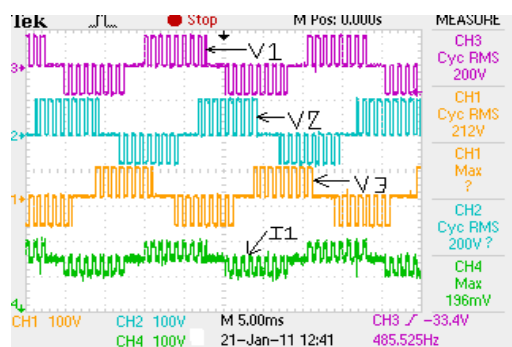 Tek Stop M Pos: 0.000s MEASURE
CH3
Cyc RMS
200V
CH1
Cyc RMS
212V
CH1
Max
?
CH2
Cyc RMS
200V ?
CH4
Max
196mV
V1
3
V2
2
V3
1
I1
4
CH1 100V CH2 100V M 5.00ms CH3 / -33.4V
CH4 100V 21-Jan-11 12:41 485.525Hz